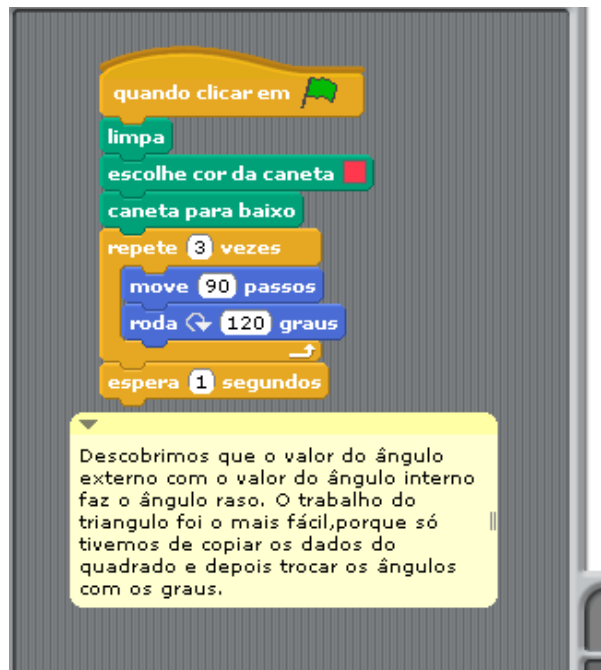 quando clicar em
limpa
escolhe cor da caneta
caneta para baixo
repete 3 vezes
move 90 passos
roda 120 graus
espera 1 segundos
Descobrimos que o valor do ângulo
externo com o valor do ângulo interno
faz o ângulo raso. O trabalho do
triangulo foi o mais fácil,porque só
tivemos de copiar os dados do
quadrado e depois trocar os ângulos
com os graus.